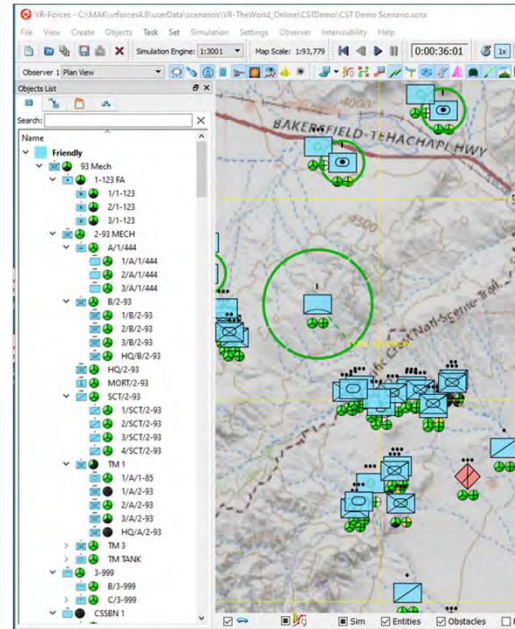 VR-Forces - C:\MAK\vrforces4.8\userData\scenarios\VR-TheWorld_Online\CSTDemo\CST Demo Scenario.scnx
File View Create Objects Task Set Simulation Settings Observer Intervisibility Help
Simulation Engine: 1:3001 Map Scale: 1:93,779 0:00:36:01 1x
Observer 1 Plan View
Objects List
Search:
Name
Friendly
93 Mech
1-123 FA
1/1-123
2/1-123
3/1-123
2-93 MECH
A/1/444
1/A/1/444
2/A/1/444
3/A/1/444
B/2-93
1/B/2-93
2/B/2-93
3/B/2-93
HQ/B/2-93
HQ/2-93
MORT/2-93
SCT/2-93
1/SCT/2-93
2/SCT/2-93
3/SCT/2-93
4/SCT/2-93
TM 1
1/A/1-85
1/A/2-93
2/A/2-93
3/A/2-93
HQ/A/2-93
TM 3
TM TANK
3-999
B/3-999
C/3-999
CSSBN 1
4000
BAKERSFIELD-TEHACHAPI HWY
4500
Crest Natl Scenic Trail
Sim Entities Obstacles